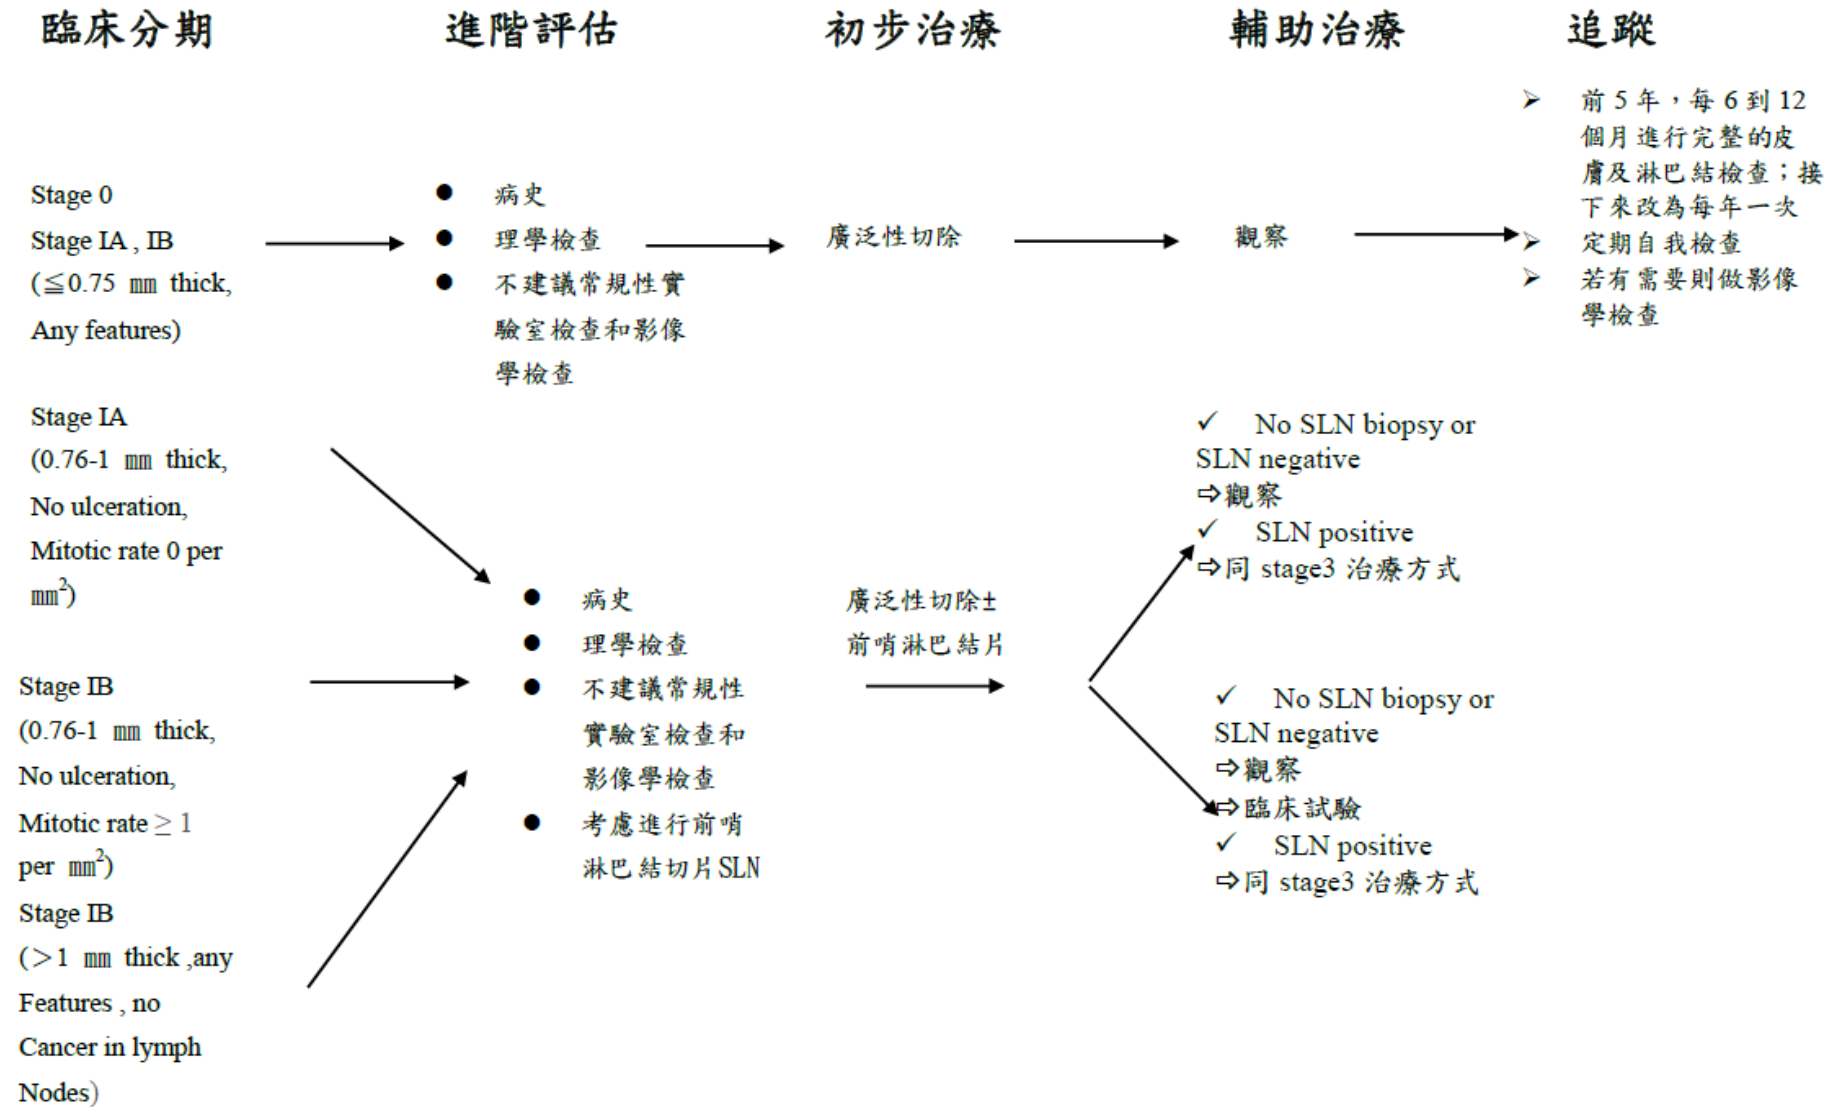 臨床分期
進階評估
初步治療
輔助治療
追蹤
Stage 0
Stage IA , IB
(≦0.75 ㎜ thick,
Any features)
● 病史
● 理學檢查
● 不建議常規性實
驗室檢查和影像
學檢查
廣泛性切除
觀察
➢ 前 5 年，每 6 到 12
個月進行完整的皮
膚及淋巴結檢查；接
下來改為每年一次
➢ 定期自我檢查
➢ 若有需要則做影像
學檢查
Stage IA
(0.76-1 ㎜ thick,
No ulceration,
Mitotic rate 0 per
㎜²)
Stage IB
(0.76-1 ㎜ thick,
No ulceration,
Mitotic rate ≥ 1
per ㎜²)
Stage IB
(＞1 ㎜ thick ,any
Features , no
Cancer in lymph
Nodes)
● 病史
● 理學檢查
● 不建議常規性
實驗室檢查和
影像學檢查
● 考慮進行前哨
淋巴結切片SLN
廣泛性切除±
前哨淋巴結片
✓ No SLN biopsy or
SLN negative
⇨觀察
✓ SLN positive
⇨同 stage3 治療方式
✓ No SLN biopsy or
SLN negative
⇨觀察
⇨臨床試驗
✓ SLN positive
⇨同 stage3 治療方式